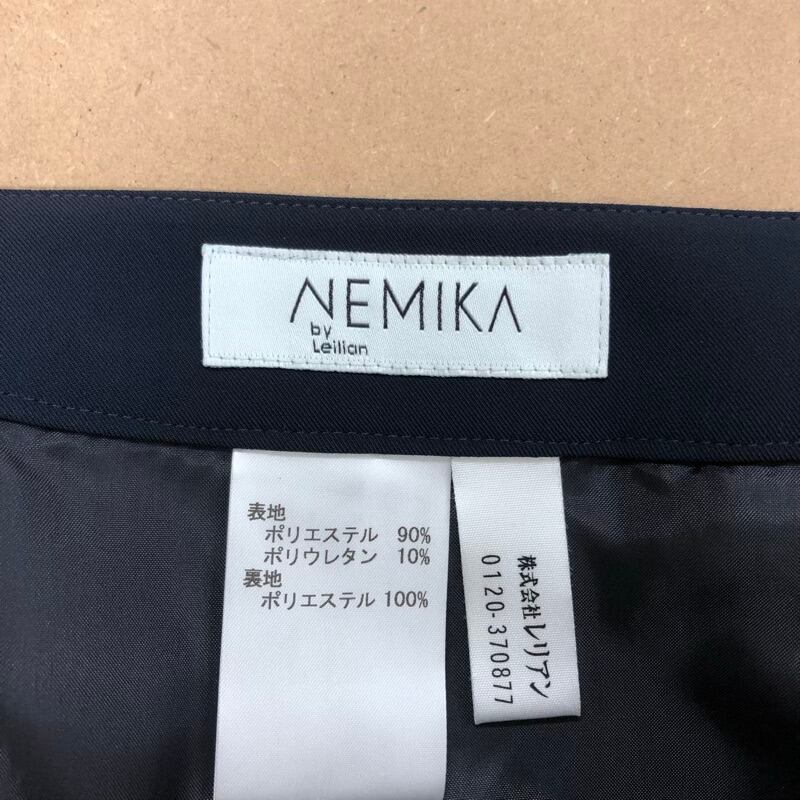 NEMIKA
by
Leilian
表地
ポリエステル 90%
ポリウレタン 10%
裏地
ポリエステル 100%
株式会社レリアン
0120-370877